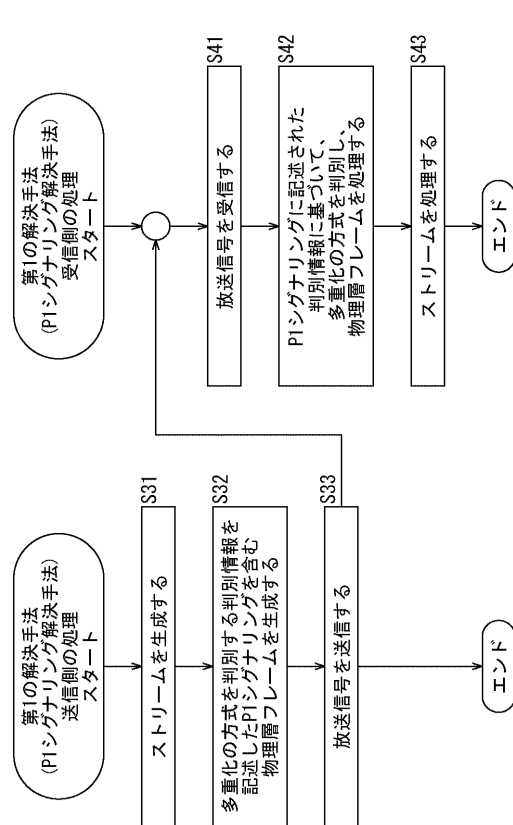 第1の解決手法
(P1シグナリング解決手法)
送信側の処理
スタート
S31
ストリームを生成する
S32
多重化の方式を判別する判別情報を
記述したP1シグナリングを含む
物理層フレームを生成する
S33
放送信号を送信する
エンド
第1の解決手法
(P1シグナリング解決手法)
受信側の処理
スタート
S41
放送信号を受信する
S42
P1シグナリングに記述された
判別情報に基づいて、
多重化の方式を判別し、
物理層フレームを処理する
S43
ストリームを処理する
エンド